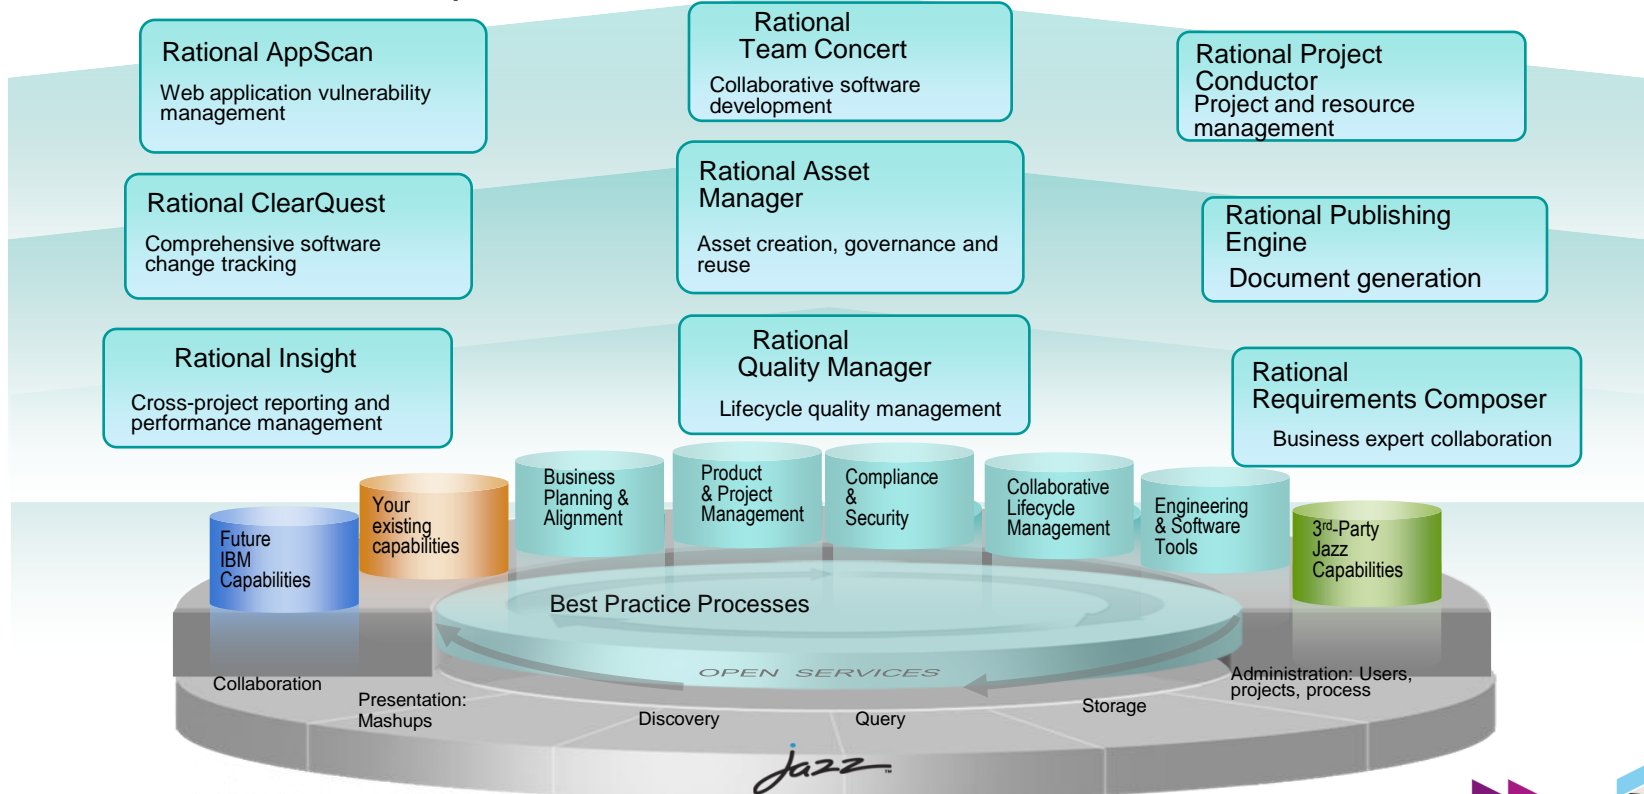 Rational AppScan
Web application vulnerability
management
Rational
Team Concert
Collaborative software
development
Rational Project
Conductor
Project and resource
management
Rational ClearQuest
Comprehensive software
change tracking
Rational Asset
Manager
Asset creation, governance and
reuse
Rational Publishing
Engine
Document generation
Rational Insight
Cross-project reporting and
performance management
Rational
Quality Manager
Lifecycle quality management
Rational
Requirements Composer
Business expert collaboration
Future
IBM
Capabilities
Your
existing
capabilities
Business
Planning &
Alignment
Product
& Project
Management
Compliance
&
Security
Collaborative
Lifecycle
Management
Engineering
& Software
Tools
3rd-Party
Jazz
Capabilities
Best Practice Processes
OPEN SERVICES
Collaboration
Presentation:
Mashups
Discovery
Query
Storage
Administration: Users,
projects, process
jazz™